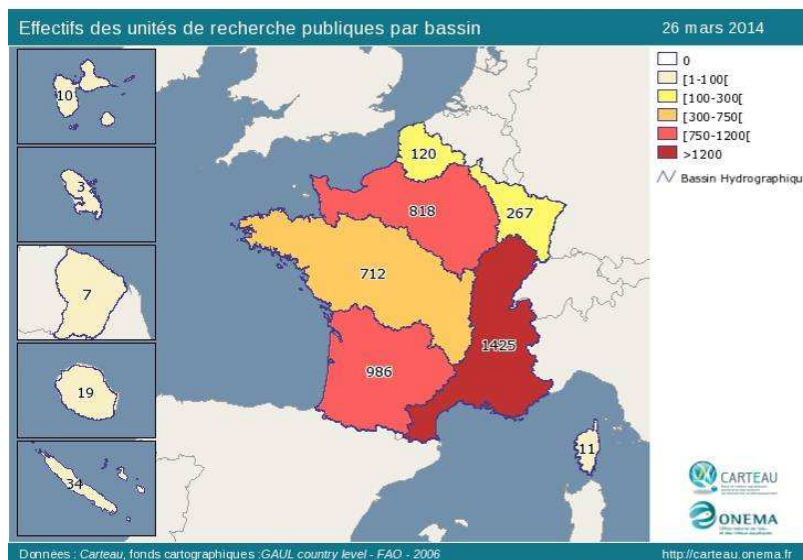 Effectifs des unités de recherche publiques par bassin
26 mars 2014
0
[1-100[
[100-300[
[300-750[
[750-1200[
>1200
Bassin Hydrographiqu
10
3
7
19
34
120
818
267
712
1425
986
11
CARTEAU
ONEMA
Données : Carteau, fonds cartographiques :GAUL country level - FAO - 2006
http://carteau.onema.fr